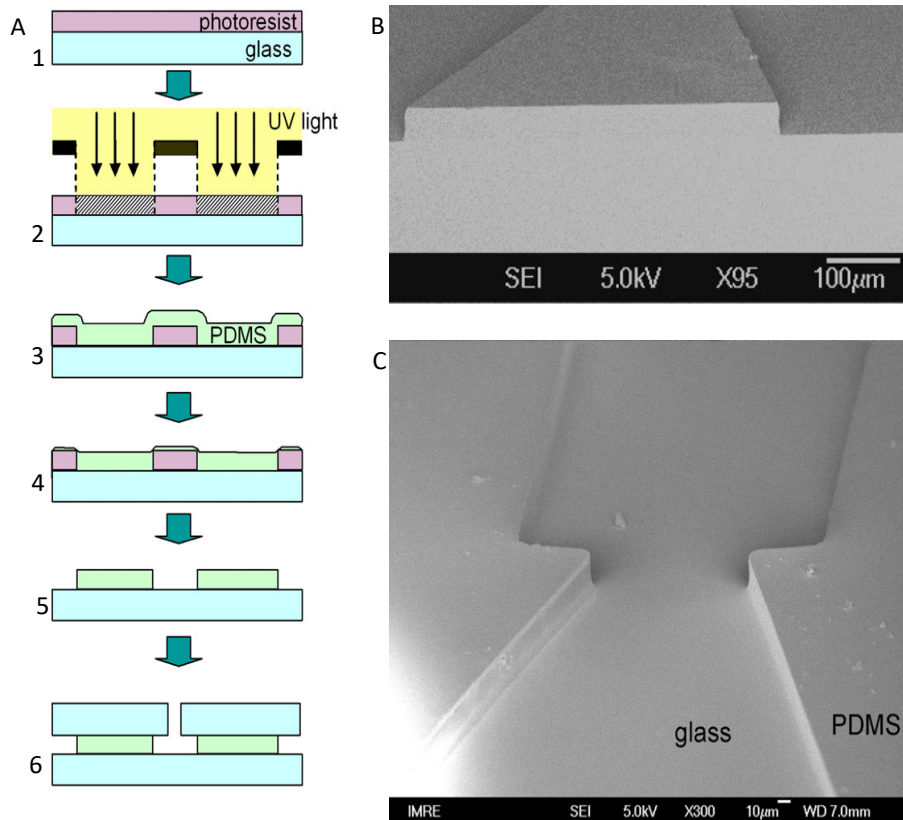 A
photoresist
glass
1
UV light
2
PDMS
3
4
5
6
B
SEI 5.0kV X95 100µm
C
glass
PDMS
IMRE SEI 5.0kV X300 10µm WD 7.0mm